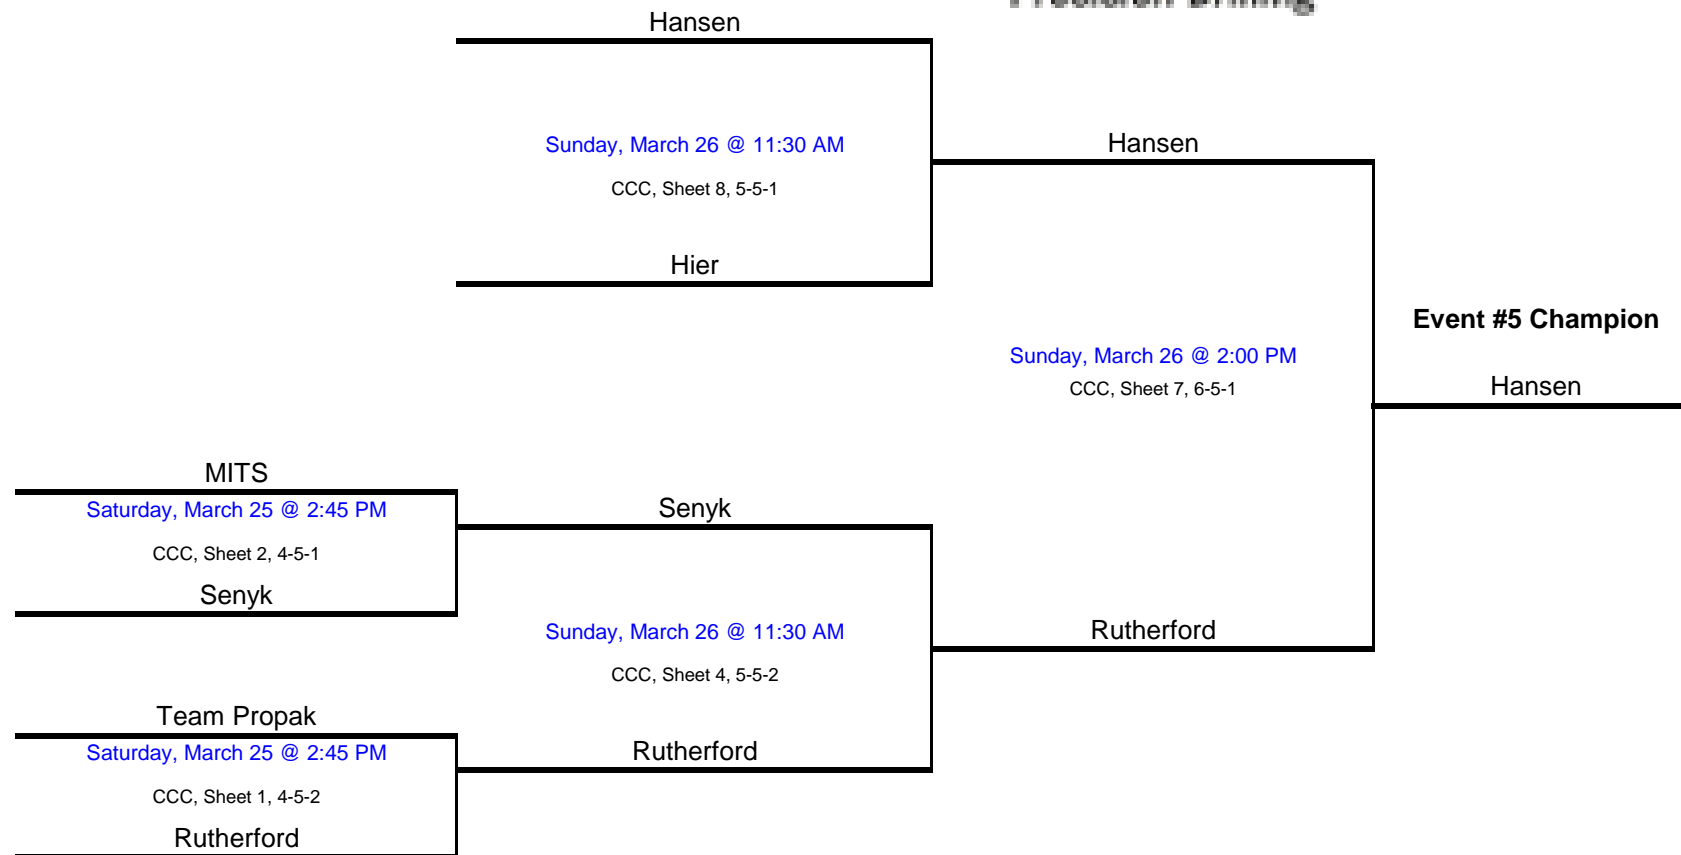 Precision Drilling
Hansen
Sunday, March 26 @ 11:30 AM
CCC, Sheet 8, 5-5-1
Hier
Hansen
Sunday, March 26 @ 2:00 PM
CCC, Sheet 7, 6-5-1
Event #5 Champion
Hansen
MITS
Saturday, March 25 @ 2:45 PM
CCC, Sheet 2, 4-5-1
Senyk
Senyk
Sunday, March 26 @ 11:30 AM
CCC, Sheet 4, 5-5-2
Rutherford
Rutherford
Team Propak
Saturday, March 25 @ 2:45 PM
CCC, Sheet 1, 4-5-2
Rutherford